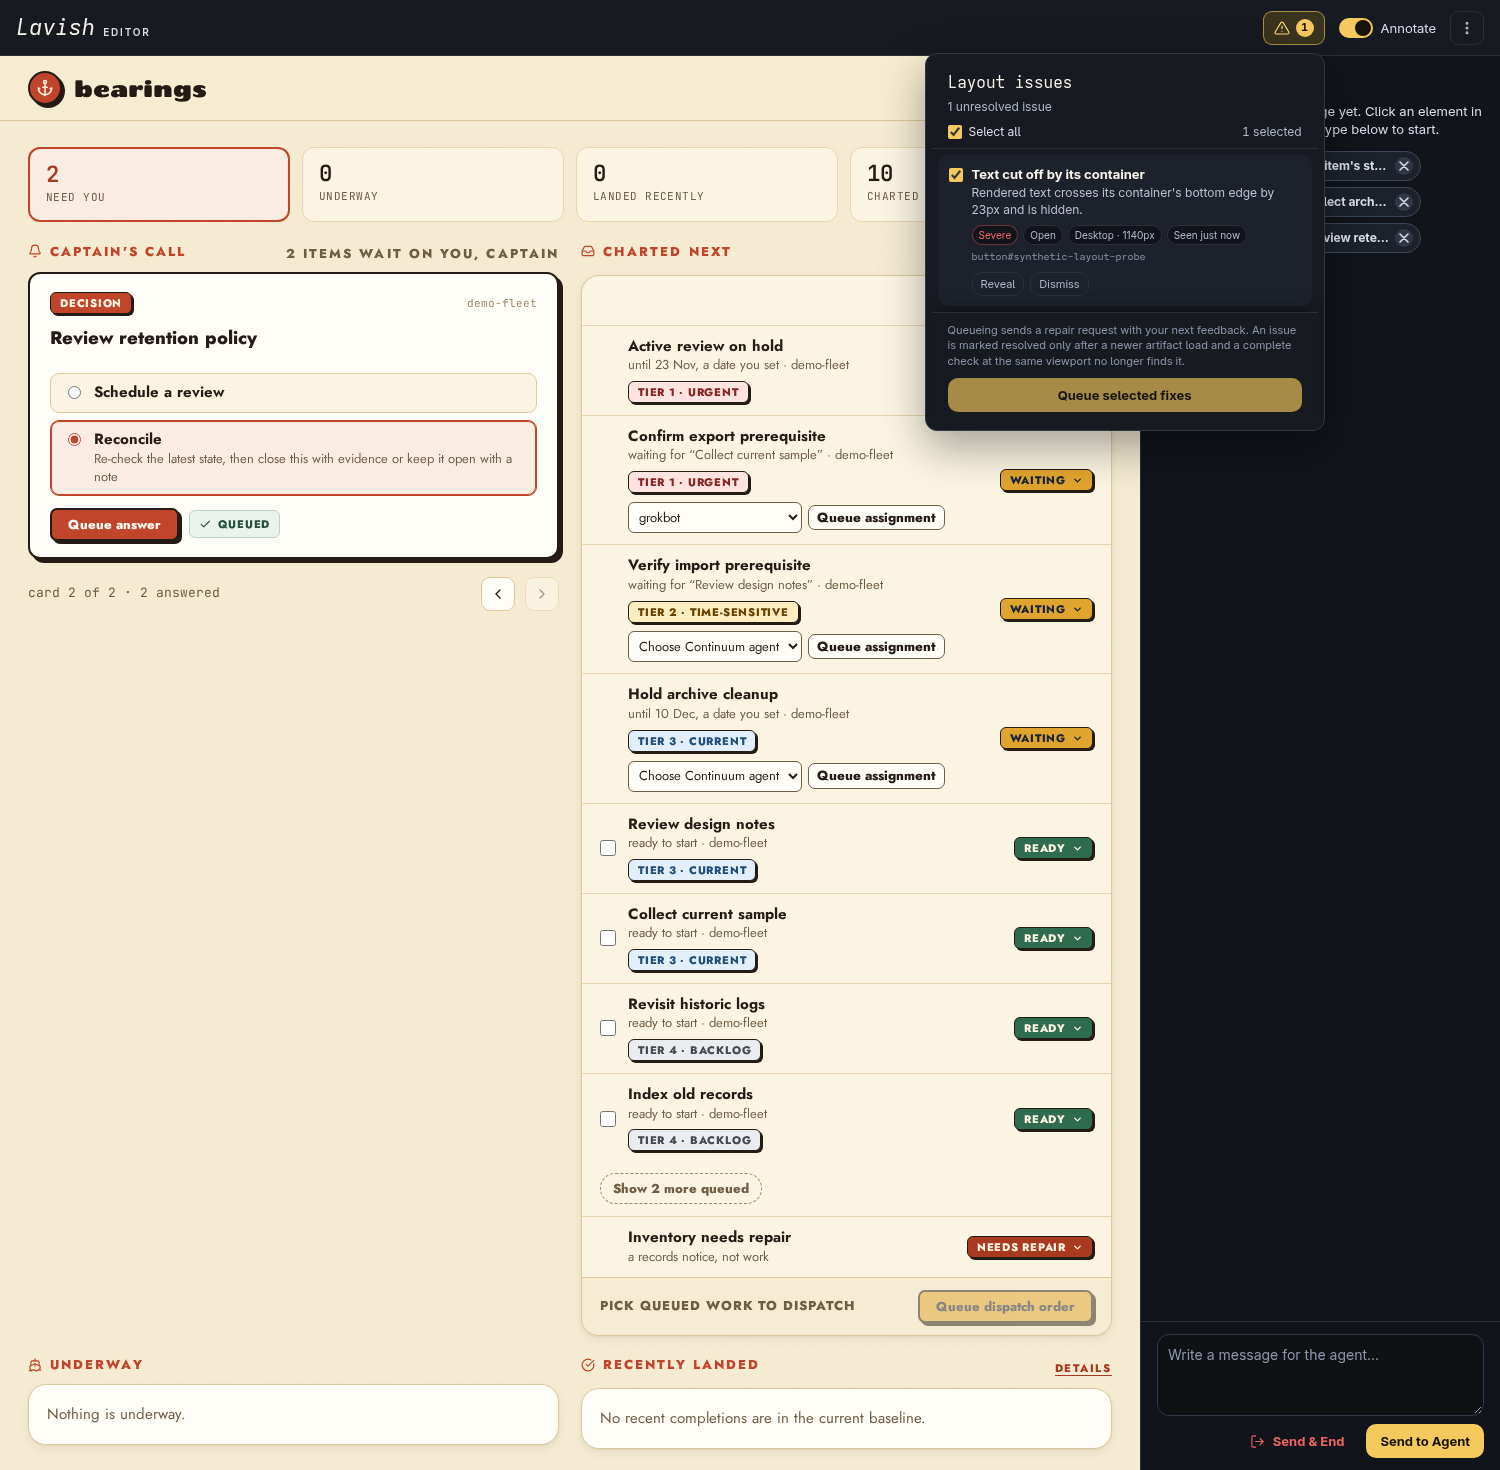 Lavish EDITOR
1
Annotate
bearings
2
NEED YOU
0
UNDERWAY
0
LANDED RECENTLY
10
CHARTED
CAPTAIN'S CALL
2 ITEMS WAIT ON YOU, CAPTAIN
DECISION
demo-fleet
Review retention policy
Schedule a review
Reconcile
Re-check the latest state, then close this with evidence or keep it open with a
note
Queue answer
QUEUED
card 2 of 2 · 2 answered
CHARTED NEXT
Active review on hold
until 23 Nov, a date you set · demo-fleet
TIER 1 · URGENT
Confirm export prerequisite
waiting for “Collect current sample” · demo-fleet
TIER 1 · URGENT
WAITING
grokbot
Queue assignment
Verify import prerequisite
waiting for “Review design notes” · demo-fleet
TIER 2 · TIME-SENSITIVE
WAITING
Choose Continuum agent
Queue assignment
Hold archive cleanup
until 10 Dec, a date you set · demo-fleet
TIER 3 · CURRENT
WAITING
Choose Continuum agent
Queue assignment
Review design notes
ready to start · demo-fleet
TIER 3 · CURRENT
READY
Collect current sample
ready to start · demo-fleet
TIER 3 · CURRENT
READY
Revisit historic logs
ready to start · demo-fleet
TIER 4 · BACKLOG
READY
Index old records
ready to start · demo-fleet
TIER 4 · BACKLOG
READY
Show 2 more queued
Inventory needs repair
a records notice, not work
NEEDS REPAIR
PICK QUEUED WORK TO DISPATCH
Queue dispatch order
UNDERWAY
Nothing is underway.
RECENTLY LANDED
DETAILS
No recent completions are in the current baseline.
Layout issues
1 unresolved issue
Select all
1 selected
Text cut off by its container
Rendered text crosses its container's bottom edge by
23px and is hidden.
Severe
Open
Desktop · 1140px
Seen just now
button#synthetic-layout-probe
Reveal
Dismiss
Queueing sends a repair request with your next feedback. An issue
is marked resolved only after a newer artifact load and a complete
check at the same viewport no longer finds it.
Queue selected fixes
yet. Click an element in
below to start.
item's st...
arch...
rete...
Write a message for the agent...
Send & End
Send to Agent